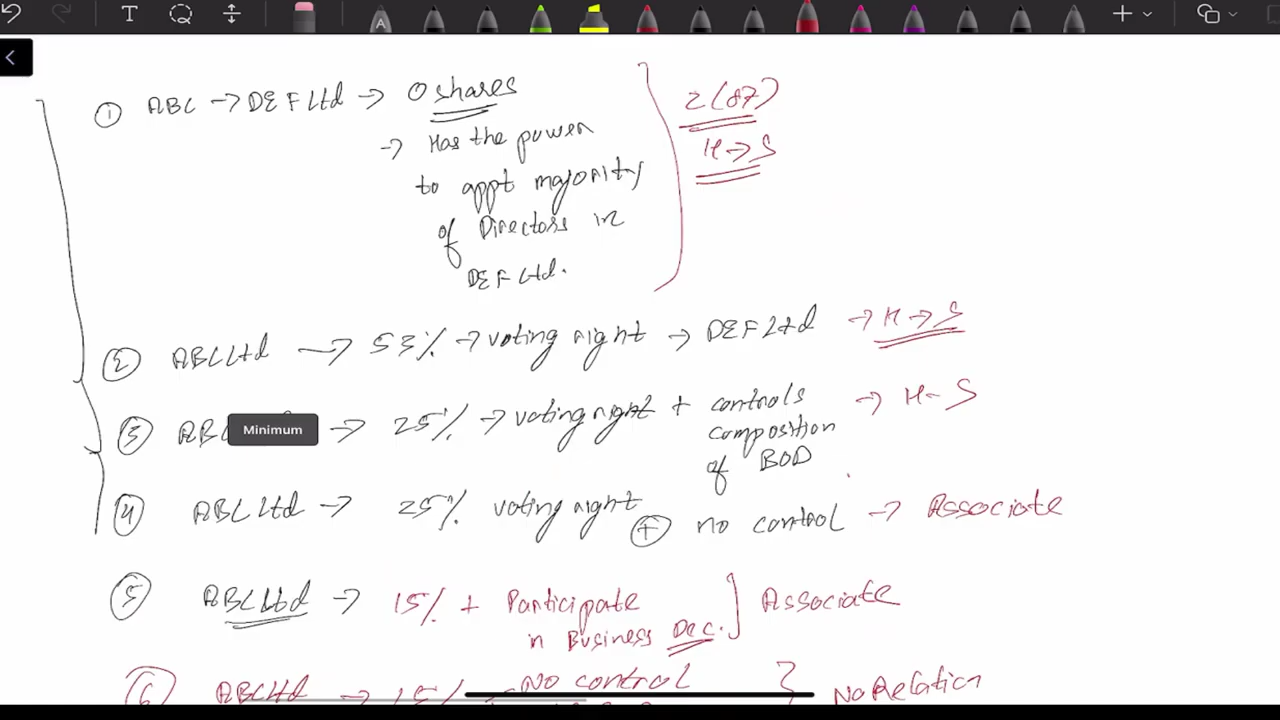 T
A
① ABC → DEF Ltd → 0 shares
→ Has the power
to appt majority
of Directors in
DEF Ltd.
2(87)
H → S
② ABC Ltd → 53% → voting right → DEF Ltd → H → S
③ ABC → 25% → voting right + controls → H - S
composition
of BOD
Minimum
④ ABC Ltd → 25% voting right + no control → Associate
⑤ ABC Ltd → 15% + Participate
in Business Dec.
Associate
⑥ ABC Ltd → 15% No control
No Relation